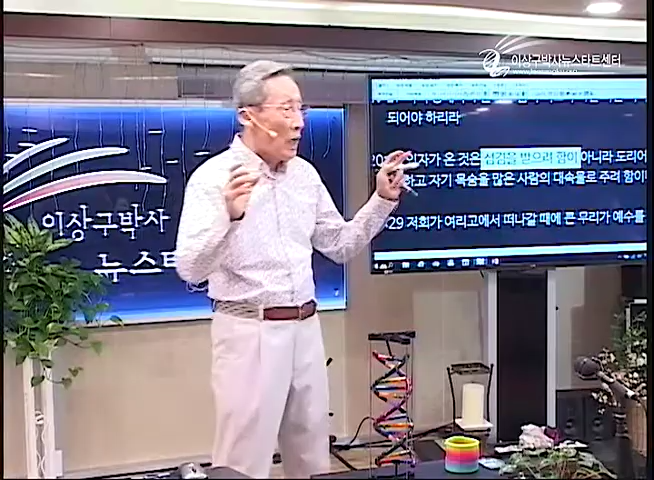 이상구박사뉴스타트센터
되어야 하리라
인자가 온 것은 섬김을 받으려 함이 아니라 도리어
하고 자기 목숨을 많은 사람의 대속물로 주려 함이니
29 저희가 여리고에서 떠나갈 때에 큰 무리가 예수를
이상구박사
뉴스타트